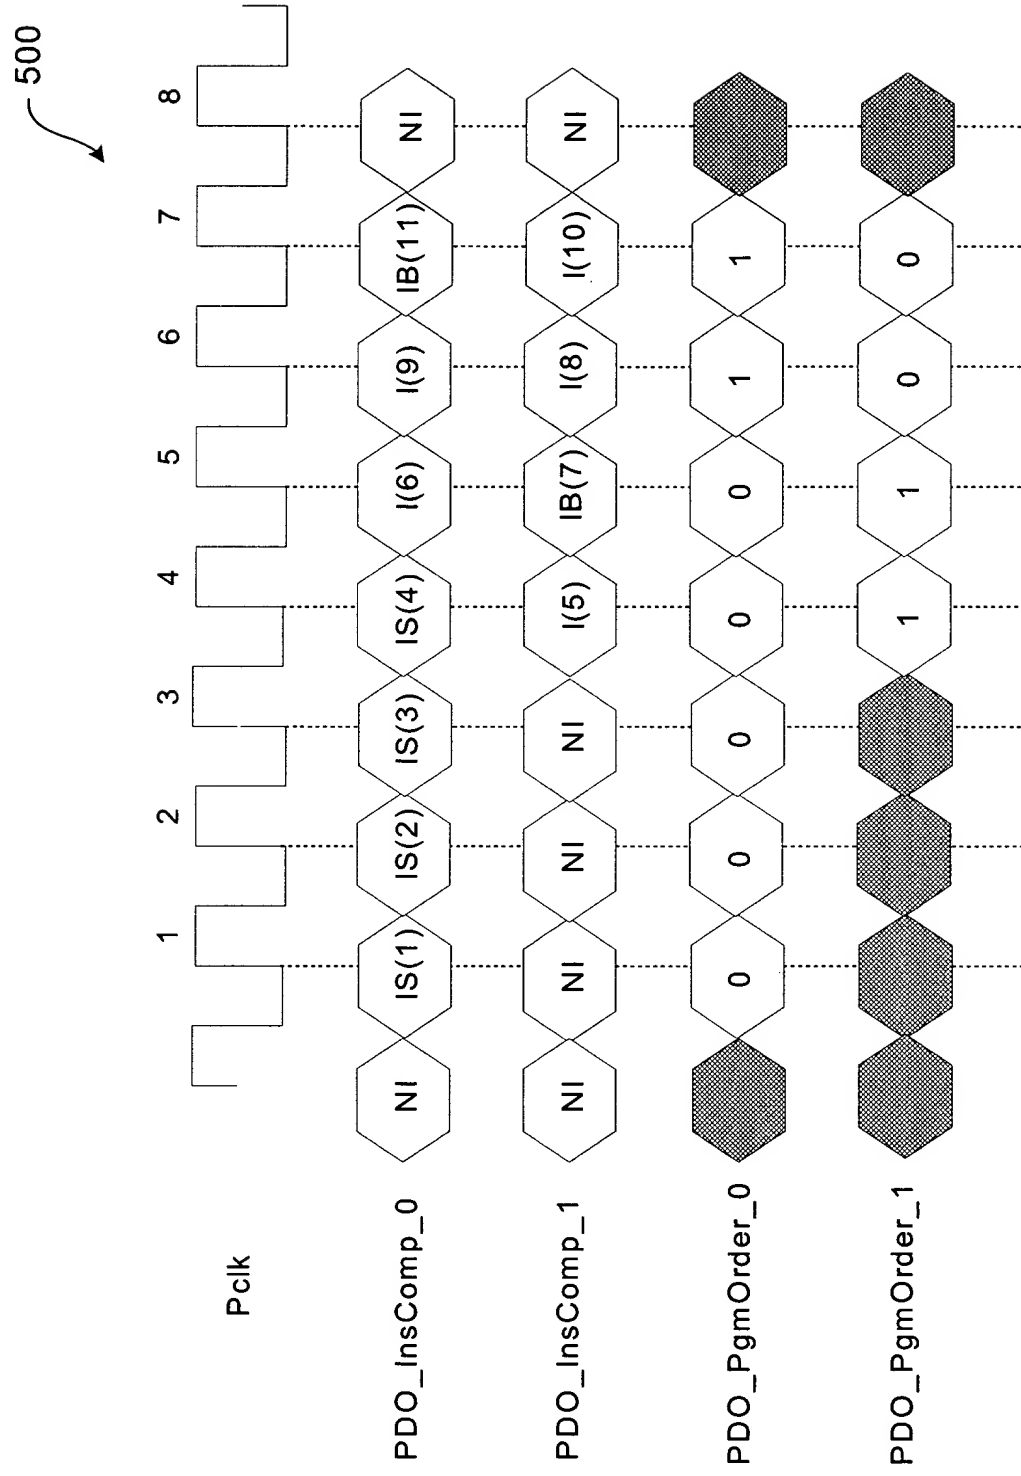 500
1 2 3 4 5 6 7 8
Pclk
PDO_InsComp_0 NI IS(1) IS(2) IS(3) IS(4) I(6) I(9) IB(11) NI
PDO_InsComp_1 NI NI NI NI I(5) IB(7) I(8) I(10) NI
PDO_PgmOrder_0 0 0 0 0 0 1 1
PDO_PgmOrder_1 1 1 0 0